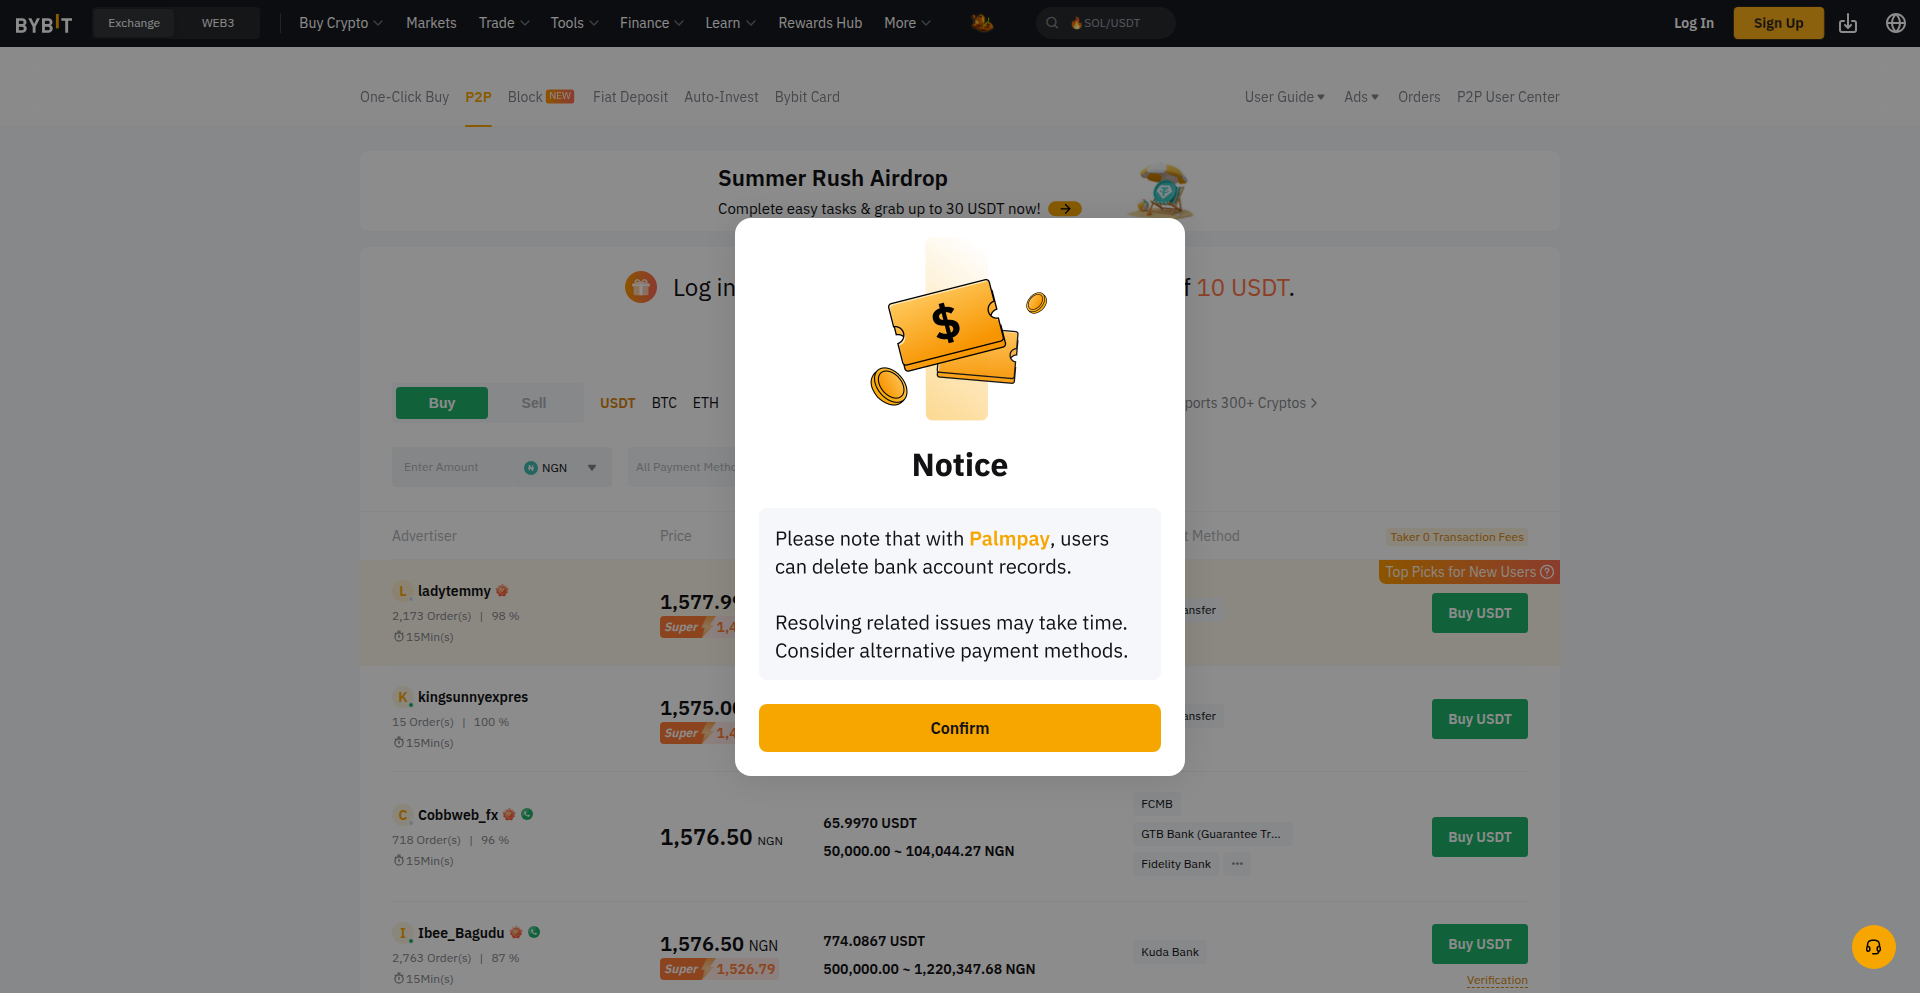 BYBIT Exchange WEB3 Buy Crypto Markets Trade Tools Finance Learn Rewards Hub More SOL/USDT Log In Sign Up
One-Click Buy P2P Block NEW Fiat Deposit Auto-Invest Bybit Card User Guide Ads Orders P2P User Center
Summer Rush Airdrop
Complete easy tasks & grab up to 30 USDT now!
Log in 10 USDT.
Buy Sell USDT BTC ETH ports 300+ Cryptos
Enter Amount NGN All Payment Metho
Advertiser Price t Method Taker 0 Transaction Fees
Top Picks for New Users
L ladytemmy
2,173 Order(s) | 98 %
15Min(s)
1,577.9
Super 1,4
ansfer
Buy USDT
K kingsunnyexpres
15 Order(s) | 100 %
15Min(s)
1,575.0
Super 1,4
ansfer
Buy USDT
C Cobbweb_fx
718 Order(s) | 96 %
15Min(s)
1,576.50 NGN
65.9970 USDT
50,000.00 ~ 104,044.27 NGN
FCMB
GTB Bank (Guarantee Tr...
Fidelity Bank ...
Buy USDT
I Ibee_Bagudu
2,763 Order(s) | 87 %
15Min(s)
1,576.50 NGN
Super 1,526.79
774.0867 USDT
500,000.00 ~ 1,220,347.68 NGN
Kuda Bank
Buy USDT
Verification
$
Notice
Please note that with Palmpay, users
can delete bank account records.
Resolving related issues may take time.
Consider alternative payment methods.
Confirm